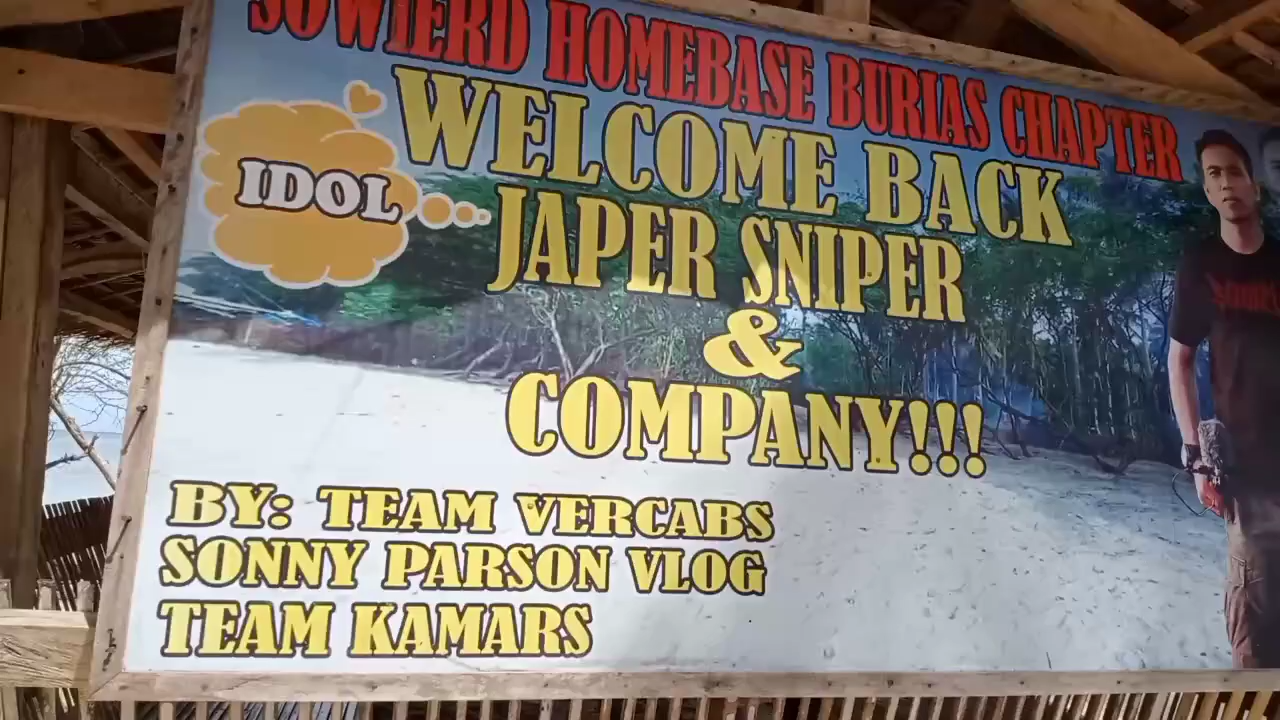 SOWIERD HOMEBASE BURIAS CHAPTER
WELCOME BACK
IDOL
JAPER SNIPER
&
COMPANY!!!
BY: TEAM VERCABS
SONNY PARSON VLOG
TEAM KAMARS